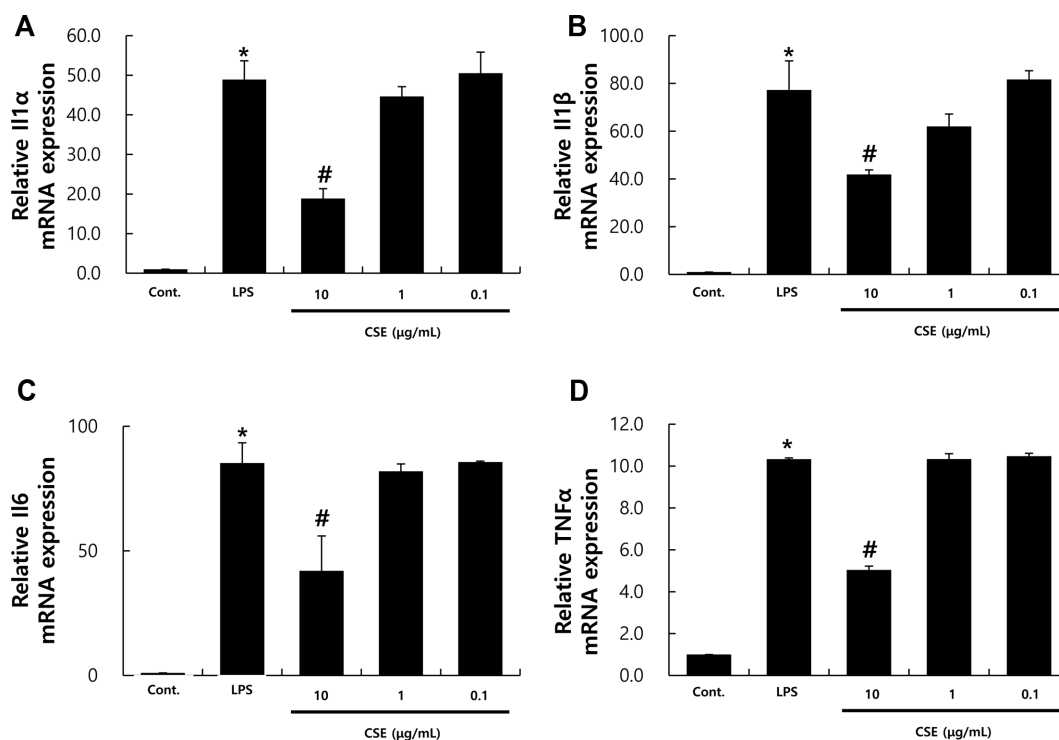 A
Relative Il1α
mRNA expression
60.0
50.0
40.0
30.0
20.0
10.0
0.0
*
#
Cont.
LPS
10
1
0.1
CSE (μg/mL)
B
Relative Il1β
mRNA expression
100.0
80.0
60.0
40.0
20.0
0.0
*
#
Cont.
LPS
10
1
0.1
CSE (μg/mL)
C
Relative Il6
mRNA expression
100
50
0
*
#
Cont.
LPS
10
1
0.1
CSE (μg/mL)
D
Relative TNFα
mRNA expression
12.0
10.0
8.0
6.0
4.0
2.0
0.0
*
#
Cont.
LPS
10
1
0.1
CSE (μg/mL)